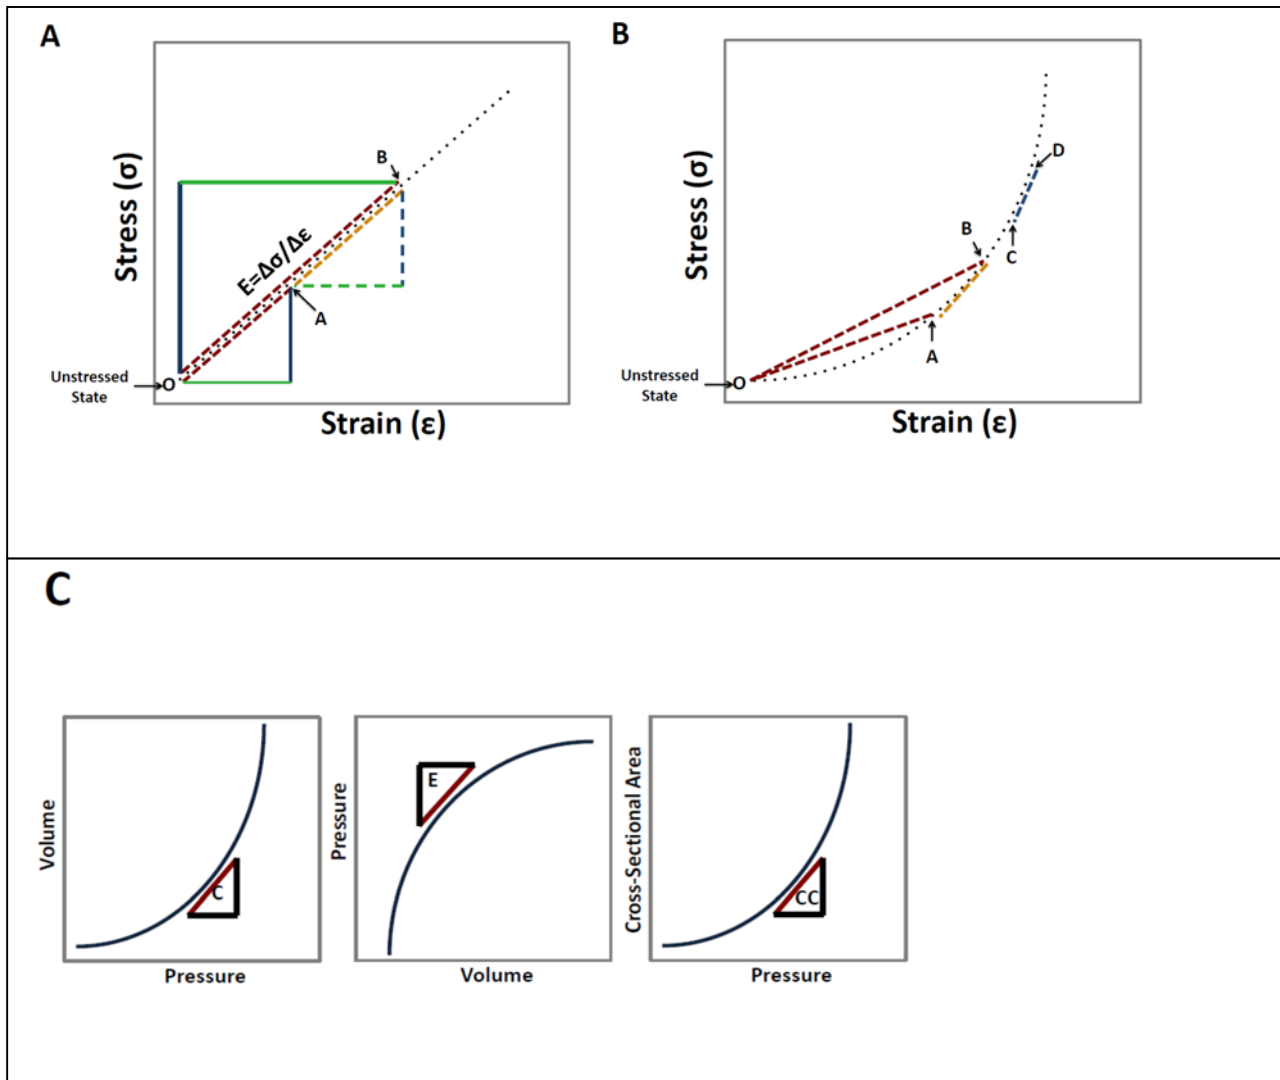 A
Stress (σ)
B
E=Δσ/Δε
A
Unstressed
State
O
Strain (ε)
B
Stress (σ)
D
B
C
A
Unstressed
State
O
Strain (ε)
C
Volume
C
Pressure
Pressure
E
Volume
Cross-Sectional Area
CC
Pressure